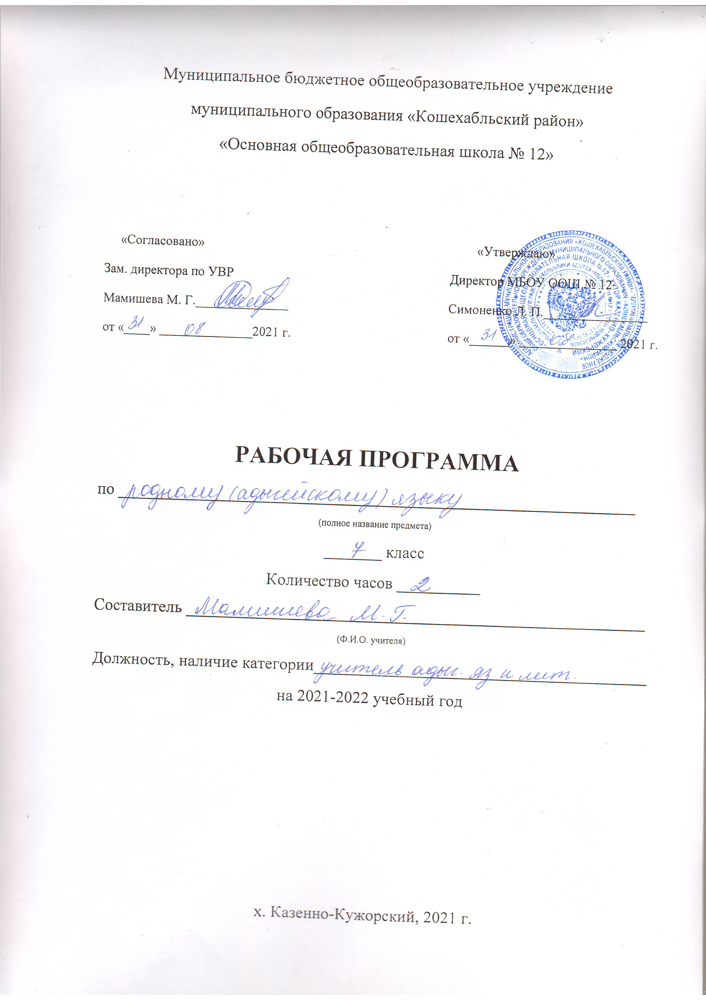 Муниципальное бюджетное общеобразовательное учреждение
муниципального образования «Кошехабльский район»
«Основная общеобразовательная школа № 12»
«Согласовано»
Зам. директора по УВР
Мамишева М. Г.
от «31» 08 2021 г.
«Утверждаю»
Директор МБОУ ООШ № 12
Симоненко Л. П.
от «31» 08 2021 г.
РАБОЧАЯ ПРОГРАММА
по родному (адыгейскому) языку
(полное название предмета)
7 класс
Количество часов 2
Составитель Мамишева М. Г.
(Ф.И.О. учителя)
Должность, наличие категории учитель адыг. яз и лит.
на 2021-2022 учебный год
х. Казенно-Кужорский, 2021 г.